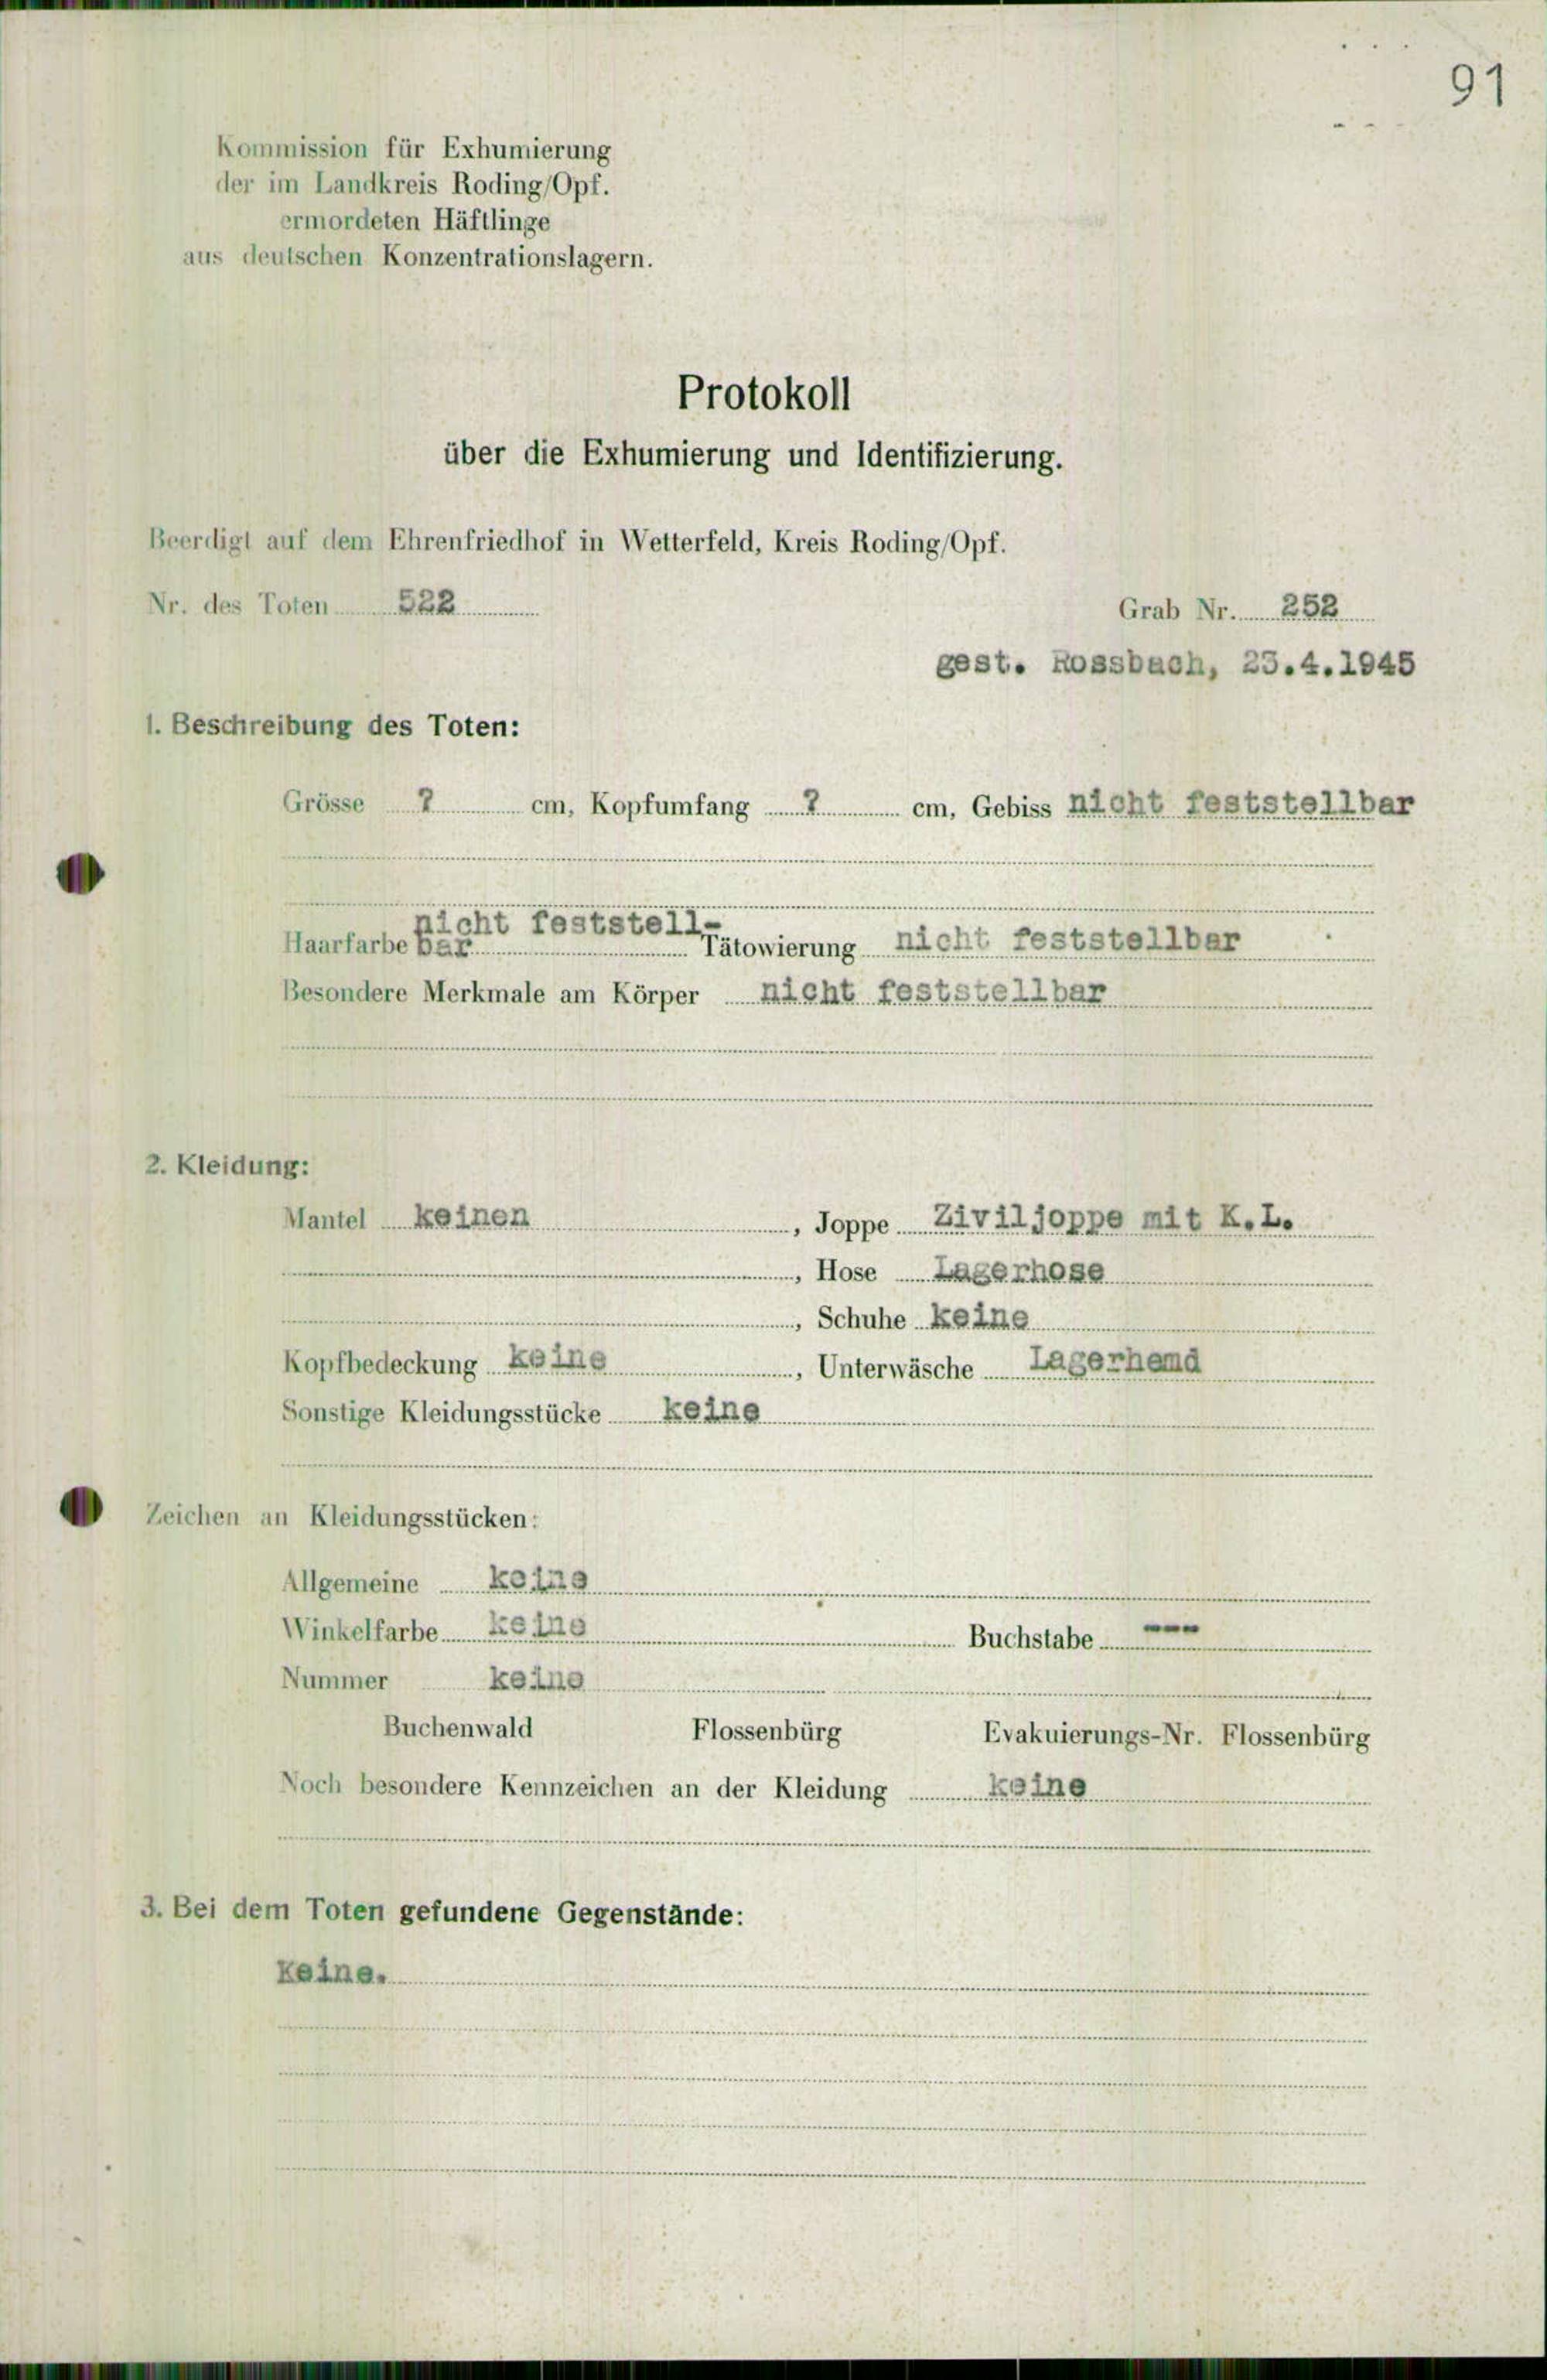 91
Kommission für Exhumierung
der im Landkreis Roding/Opf.
ermordeten Häftlinge
aus deutschen Konzentrationslagern.
Protokoll
über die Exhumierung und Identifizierung.
Beerdigt auf dem Ehrenfriedhof in Wetterfeld, Kreis Roding/Opf.
Nr. des Toten 522 Grab Nr. 252
gest. Rossbach, 23.4.1945
1. Beschreibung des Toten:
Grösse ? cm, Kopfumfang ? cm, Gebiss nicht feststellbar
nicht feststell-
Haarfarbe bar Tätowierung nicht feststellbar
Besondere Merkmale am Körper nicht feststellbar
2. Kleidung:
Mantel keinen, Joppe Ziviljoppe mit K.L.
, Hose Lagerhose
, Schuhe keine
Kopfbedeckung keine, Unterwäsche Lagerhemd
Sonstige Kleidungsstücke keine
Zeichen an Kleidungsstücken:
Allgemeine keine
Winkelfarbe keine Buchstabe ---
Nummer keine
Buchenwald Flossenbürg Evakuierungs-Nr. Flossenbürg
Noch besondere Kennzeichen an der Kleidung keine
3. Bei dem Toten gefundene Gegenstände:
Keine.